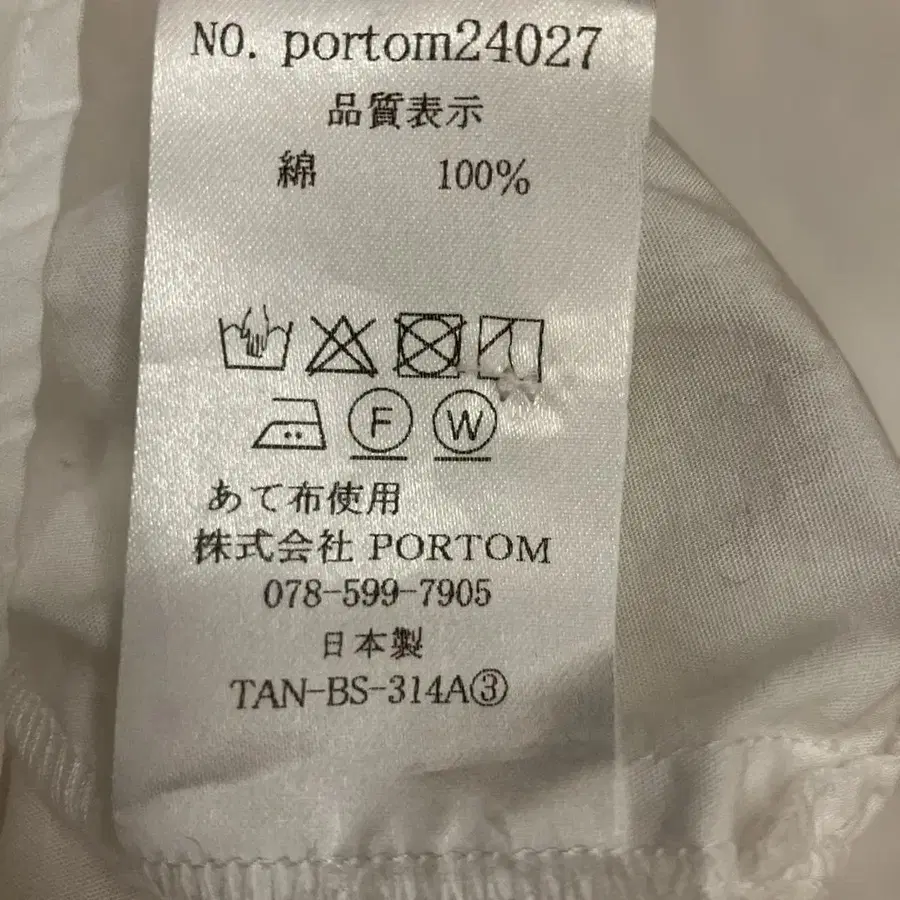 NO. portom24027
品質表示
綿 100%
F W
あて布使用
株式会社 PORTOM
078-599-7905
日本製
TAN-BS-314A③